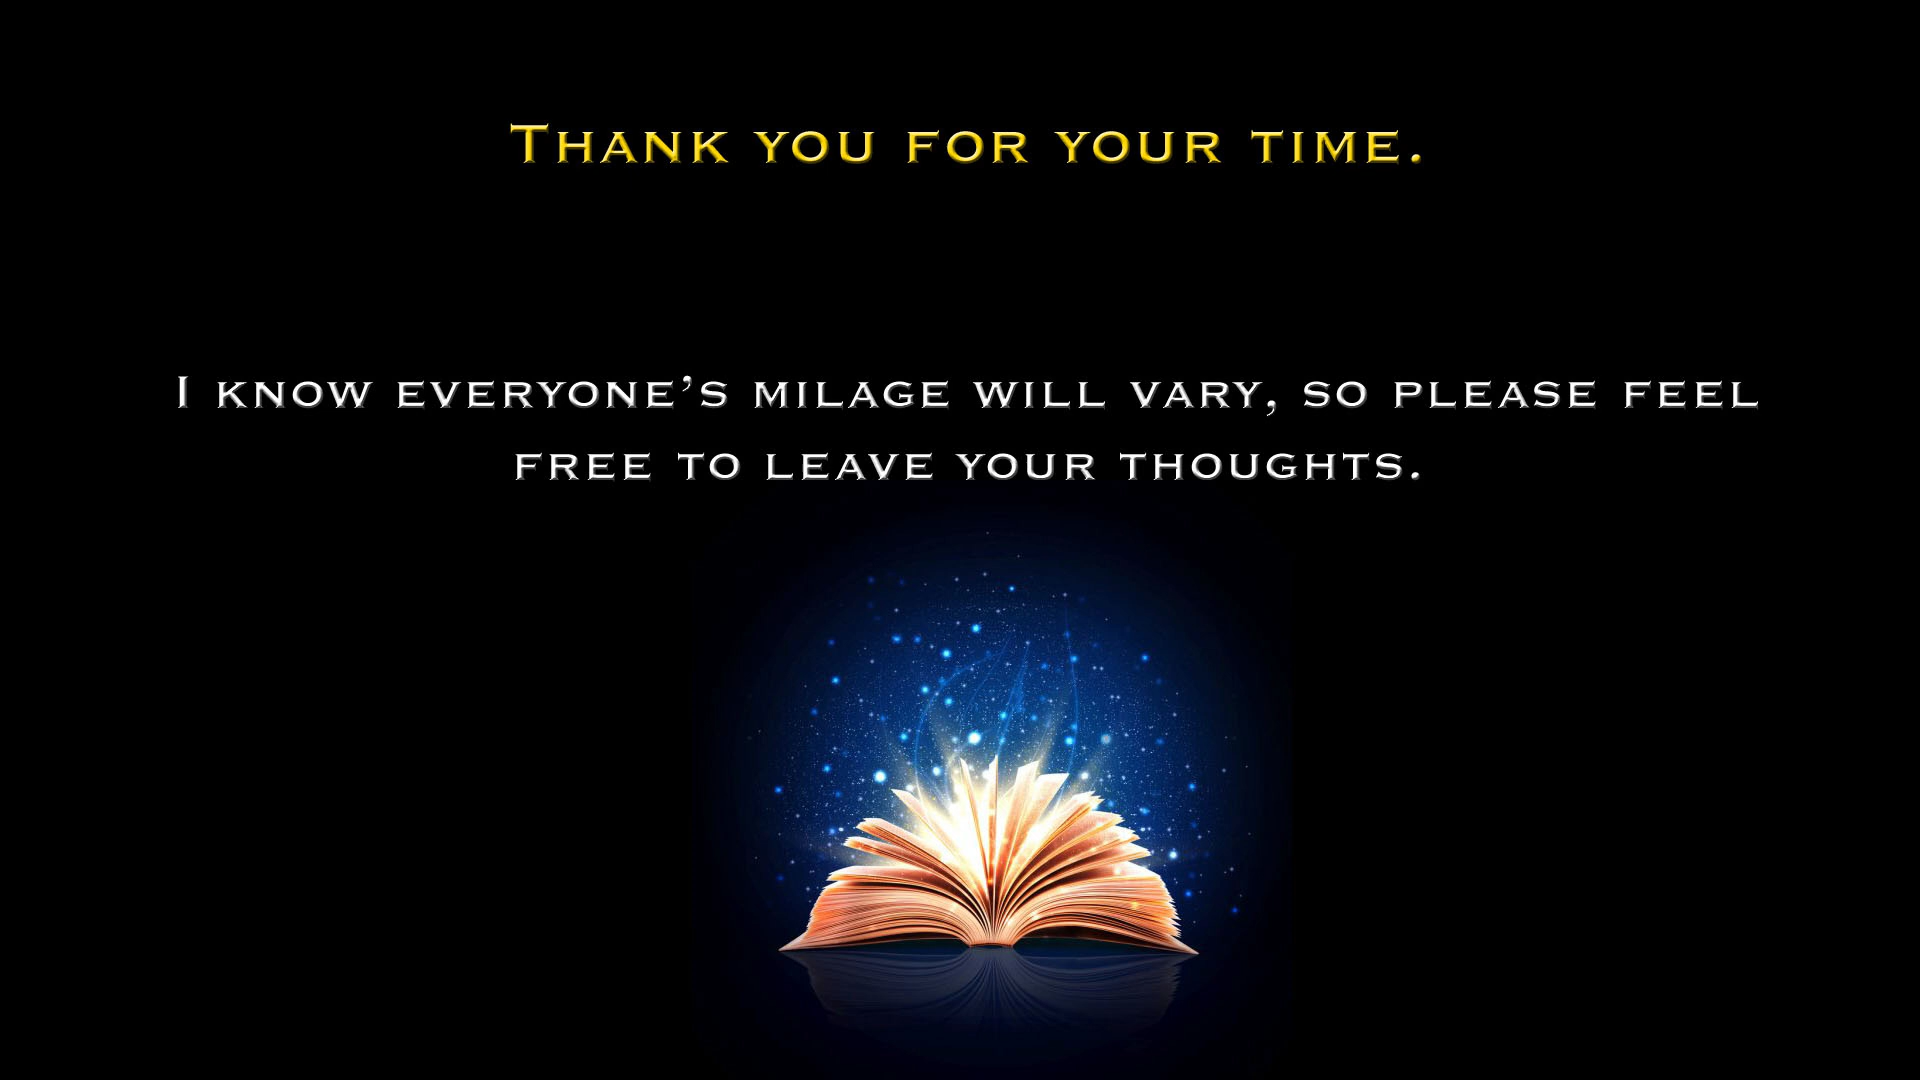 Thank you for your time.
I know everyone’s milage will vary, so please feel
free to leave your thoughts.